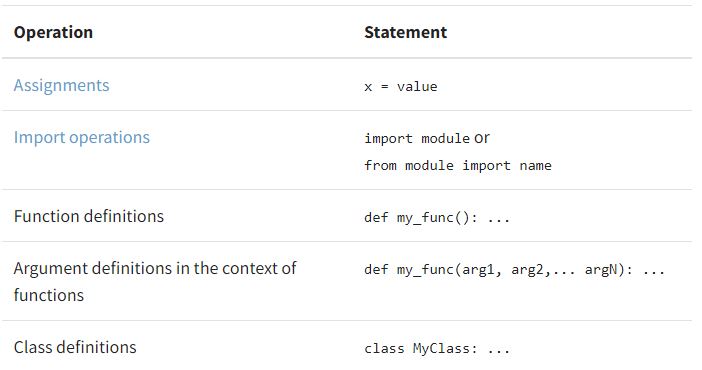 Operation Statement
Assignments x = value
Import operations import module or
from module import name
Function definitions def my_func(): ...
Argument definitions in the context of def my_func(arg1, arg2,... argN): ...
functions
Class definitions class MyClass: ...